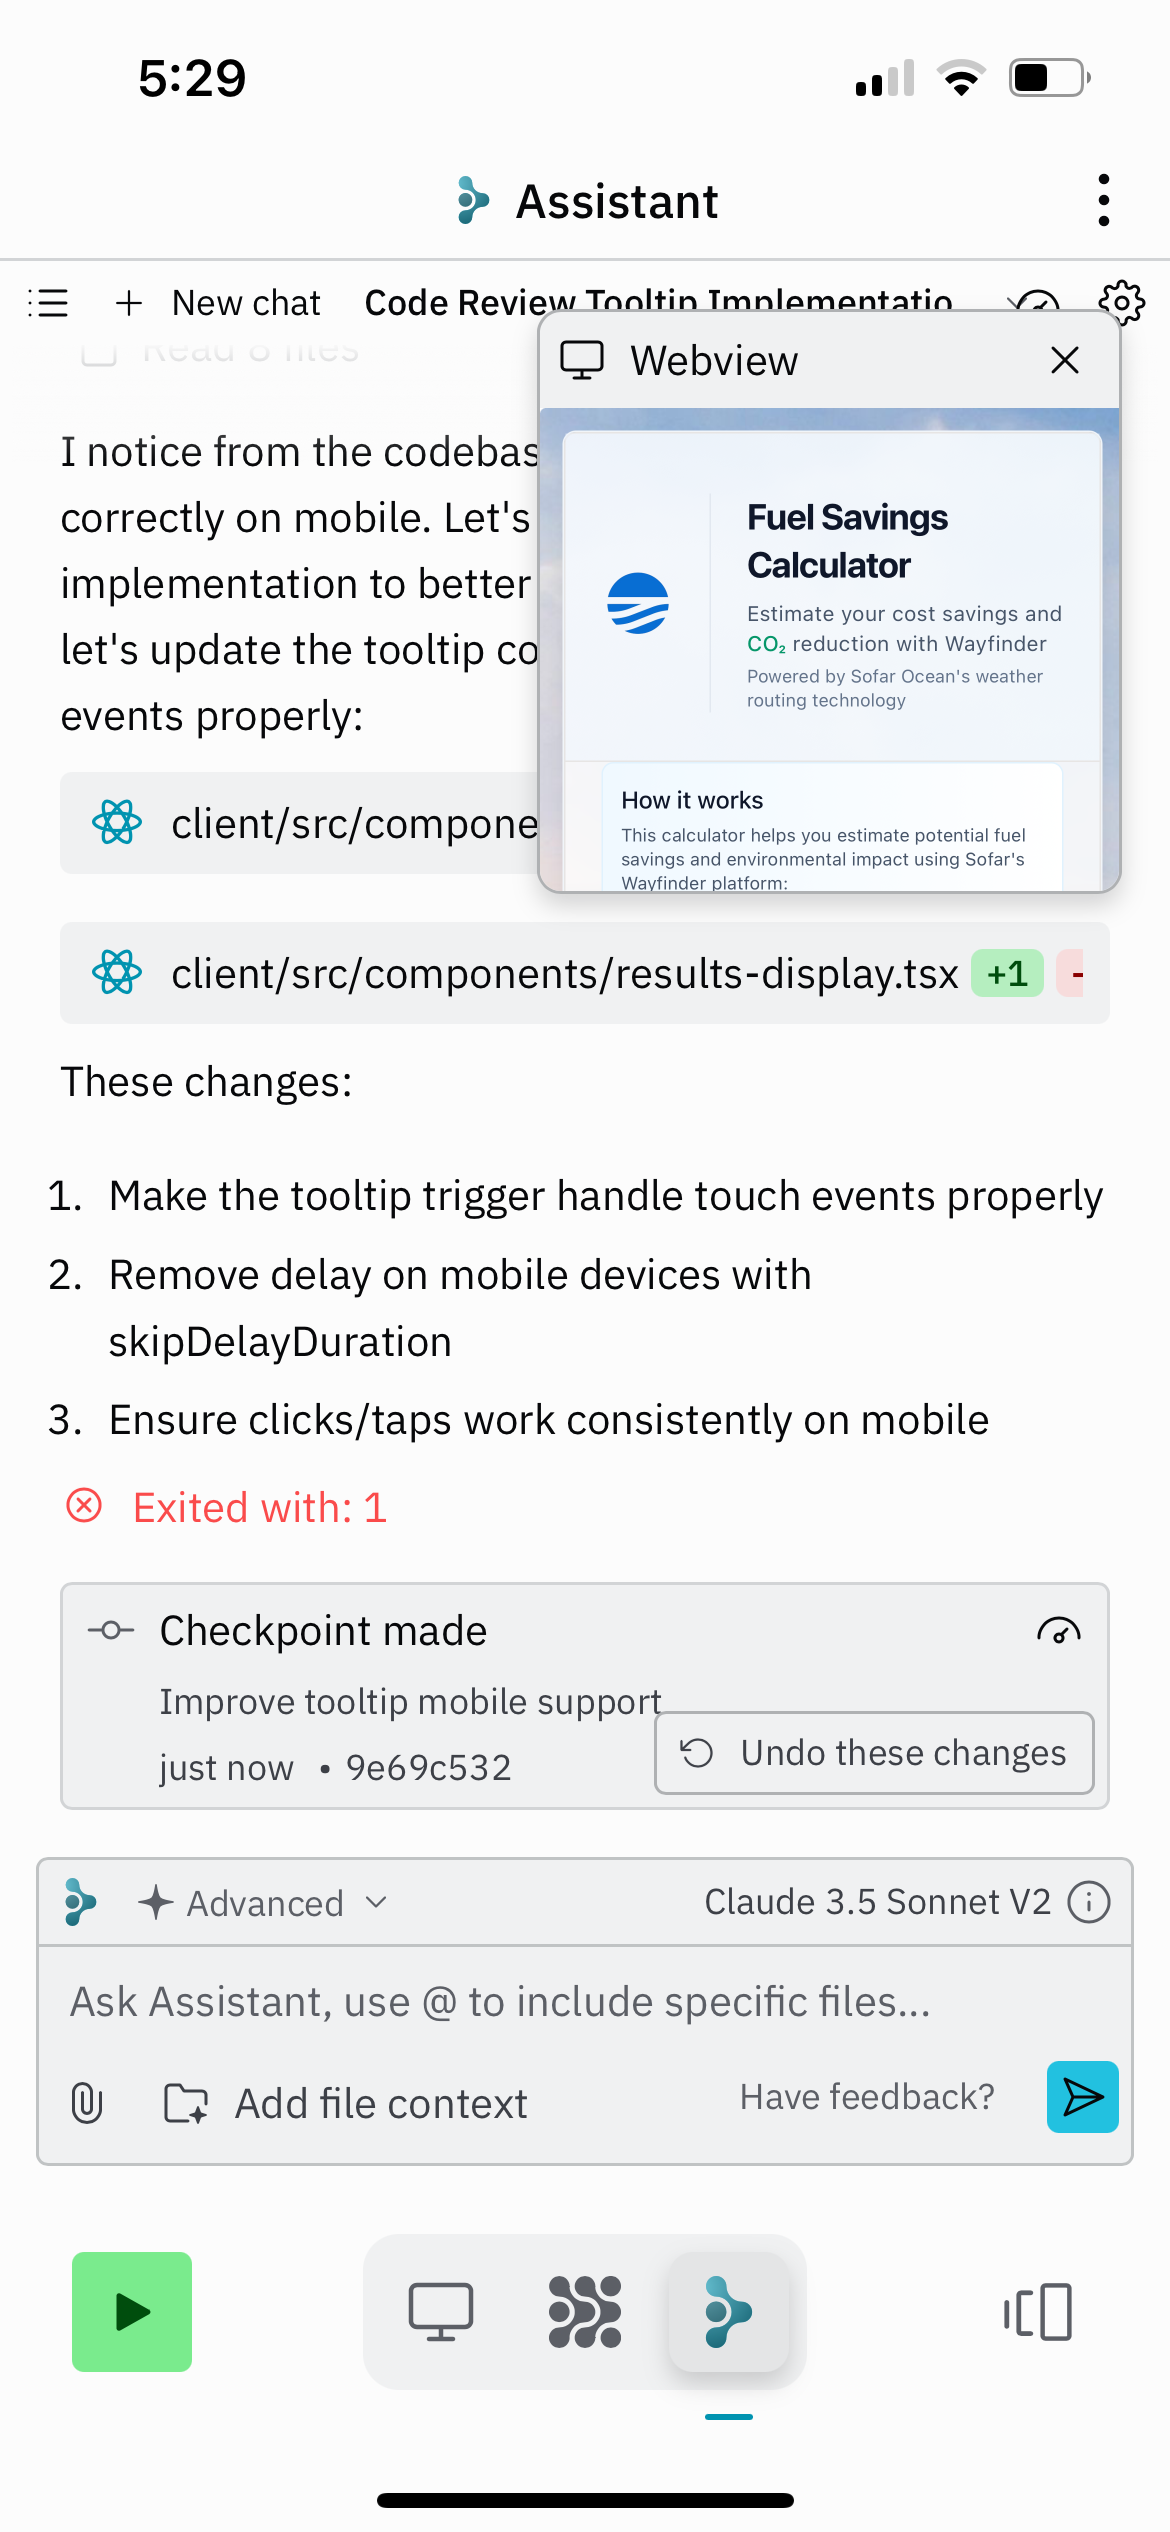 5:29
Assistant
New chat
Code Review Tooltip Implementatio
Read 8 files
Webview
I notice from the codebas
correctly on mobile. Let's
implementation to better
let's update the tooltip co
events properly:
Fuel Savings
Calculator
Estimate your cost savings and
CO₂ reduction with Wayfinder
Powered by Sofar Ocean's weather
routing technology
How it works
This calculator helps you estimate potential fuel
savings and environmental impact using Sofar's
Wayfinder platform:
client/src/compone
client/src/components/results-display.tsx +1 -
These changes:
1. Make the tooltip trigger handle touch events properly
2. Remove delay on mobile devices with
skipDelayDuration
3. Ensure clicks/taps work consistently on mobile
Exited with: 1
Checkpoint made
Improve tooltip mobile support
just now • 9e69c532
Undo these changes
Advanced
Claude 3.5 Sonnet V2
Ask Assistant, use @ to include specific files...
Add file context
Have feedback?